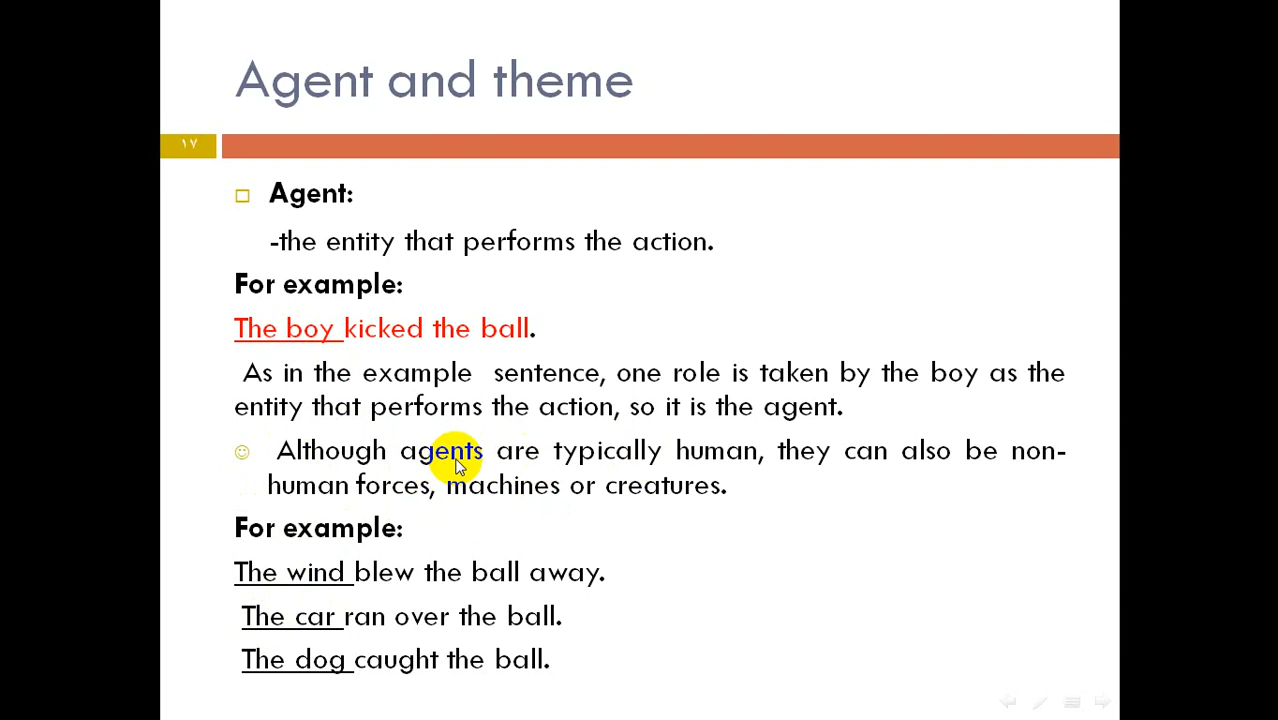 Agent and theme
١٧
Agent:
-the entity that performs the action.
For example:
The boy kicked the ball.
As in the example sentence, one role is taken by the boy as the
entity that performs the action, so it is the agent.
Although agents are typically human, they can also be non-
human forces, machines or creatures.
For example:
The wind blew the ball away.
The car ran over the ball.
The dog caught the ball.